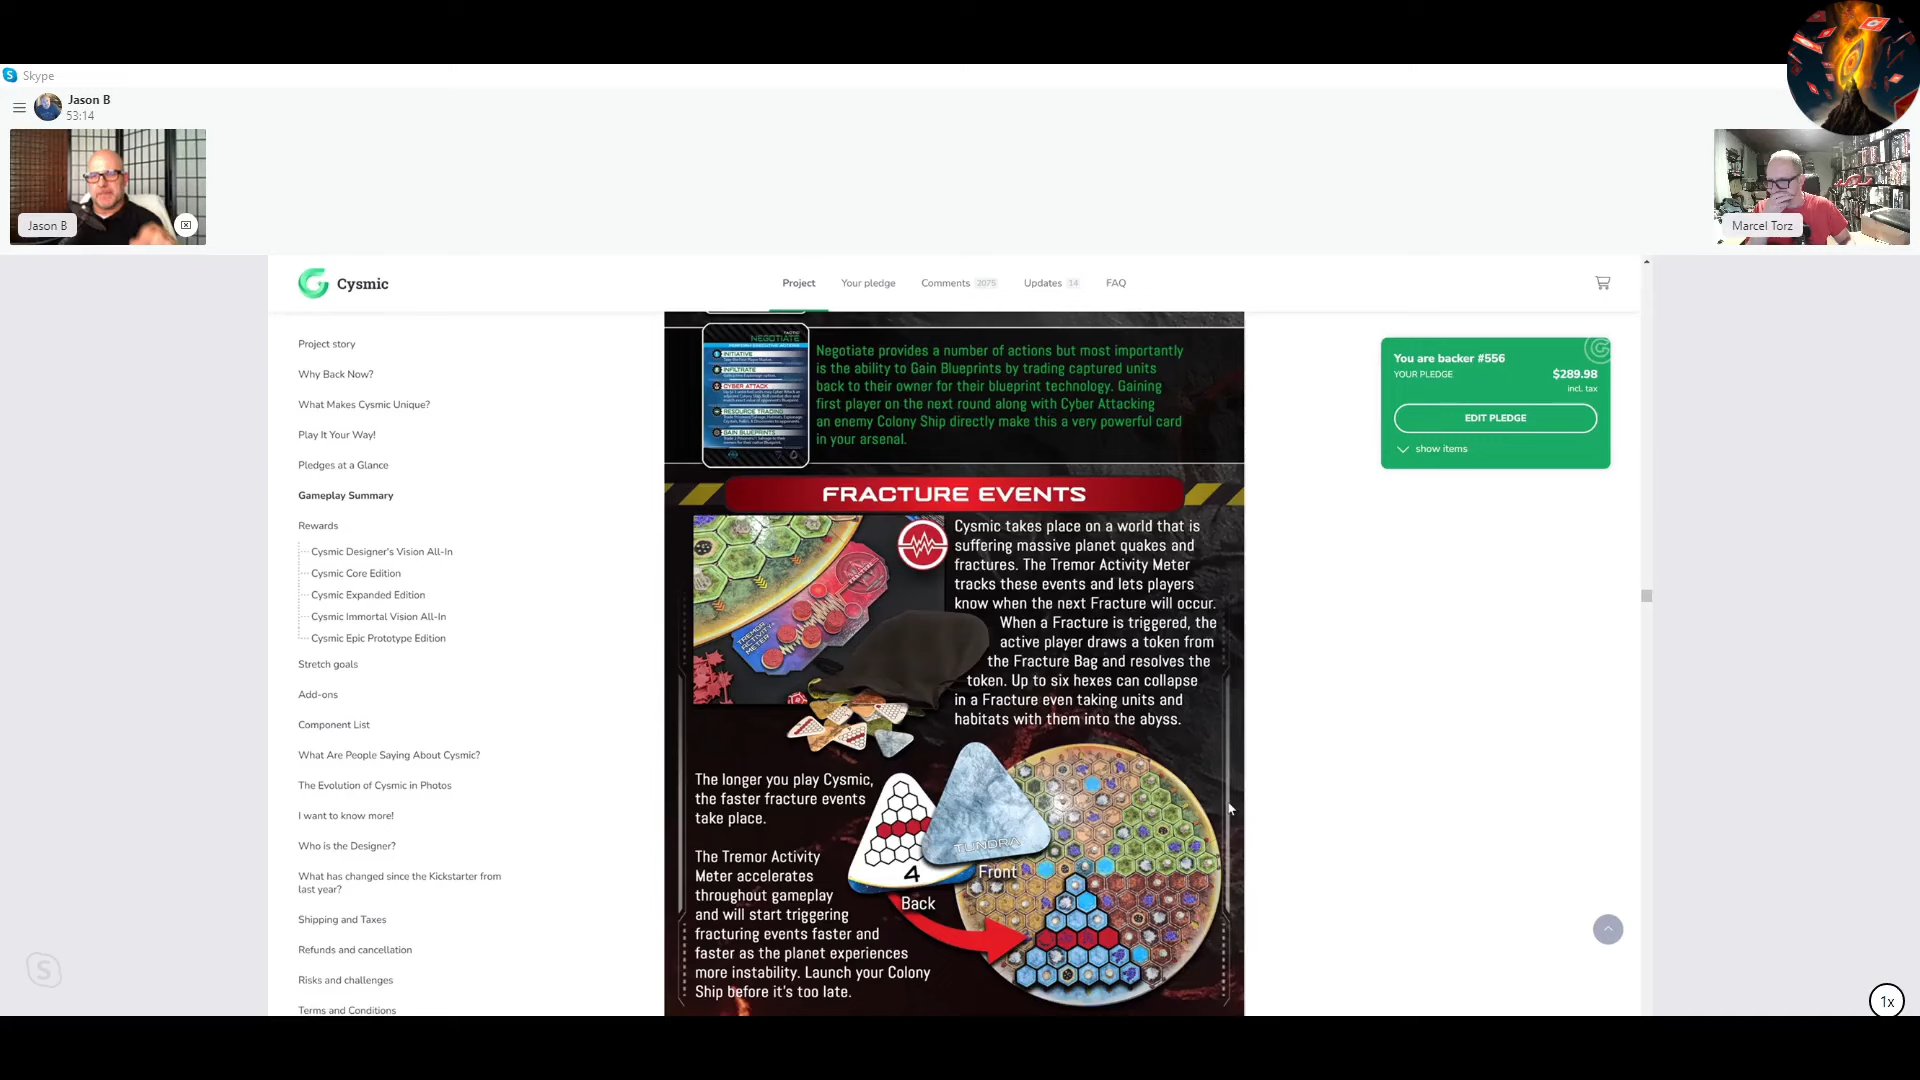 Skype
Jason B
53:14
Jason B
Marcel Torz
Cysmic
Project
Your pledge
Comments 2075
Updates 14
FAQ
Project story
Why Back Now?
What Makes Cysmic Unique?
Play It Your Way!
Pledges at a Glance
Gameplay Summary
Rewards
Cysmic Designer's Vision All-In
Cysmic Core Edition
Cysmic Expanded Edition
Cysmic Immortal Vision All-In
Cysmic Epic Prototype Edition
Stretch goals
Add-ons
Component List
What Are People Saying About Cysmic?
The Evolution of Cysmic in Photos
I want to know more!
Who is the Designer?
What has changed since the Kickstarter from
last year?
Shipping and Taxes
Refunds and cancellation
Risks and challenges
Terms and Conditions
NEGOTIATE
INITIATIVE
INFILTRATE
CYBER ATTACK
RESOURCE TRADING
GAIN BLUEPRINTS
Negotiate provides a number of actions but most importantly
is the ability to Gain Blueprints by trading captured units
back to their owner for their blueprint technology. Gaining
first player on the next round along with Cyber Attacking
an enemy Colony Ship directly make this a very powerful card
in your arsenal.
FRACTURE EVENTS
TREMOR
ACTIVITY
METER
Cysmic takes place on a world that is
suffering massive planet quakes and
fractures. The Tremor Activity Meter
tracks these events and lets players
know when the next Fracture will occur.
When a Fracture is triggered, the
active player draws a token from
the Fracture Bag and resolves the
token. Up to six hexes can collapse
in a Fracture even taking units and
habitats with them into the abyss.
The longer you play Cysmic,
the faster fracture events
take place.
The Tremor Activity
Meter accelerates
throughout gameplay
and will start triggering
fracturing events faster and
faster as the planet experiences
more instability. Launch your Colony
Ship before it's too late.
4
TUNDRA
Front
Back
You are backer #556
YOUR PLEDGE
$289.98
incl. tax
EDIT PLEDGE
show items
1x